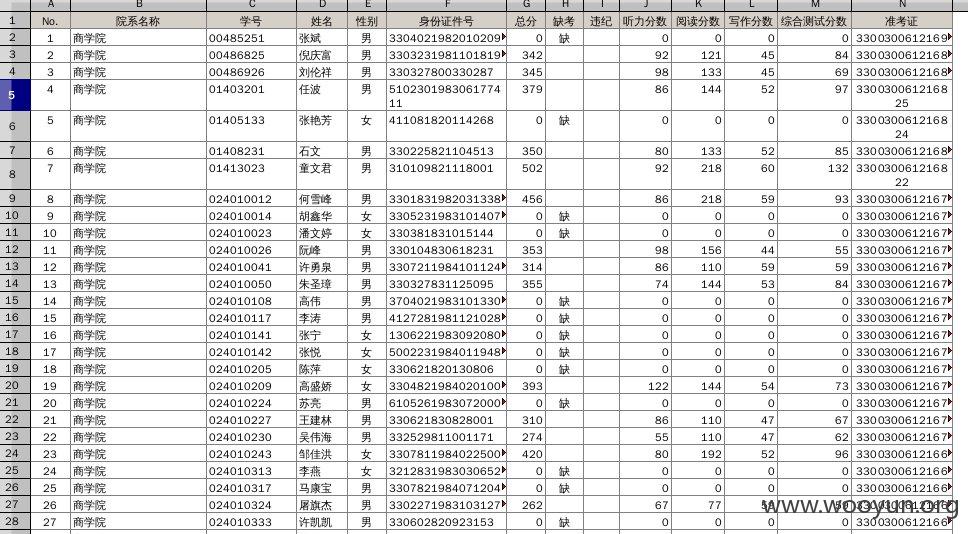 A B C D E F G H I J K L M N
1 No. 院系名称 学号 姓名 性别 身份证件号 总分 缺考 违纪 听力分数 阅读分数 写作分数 综合测试分数 准考证
2 1 商学院 00485251 张斌 男 3304021982010209 0 缺 0 0 0 0 3300300612169
3 2 商学院 00486825 倪庆富 男 3303231981101819 342 92 121 45 84 3300300612168
4 3 商学院 00486926 刘伦祥 男 330327800330287 345 98 133 45 69 3300300612168
5 4 商学院 01403201 任波 男 5102301983061774 379 86 144 52 97 3300300612168
11 25
6 5 商学院 01405133 张艳芳 女 411081820114268 0 缺 0 0 0 0 3300300612168
24
7 6 商学院 01408231 石文 男 330225821104513 350 80 133 52 85 3300300612168
8 7 商学院 01413023 童文君 男 310109821118001 502 92 218 60 132 3300300612168
22
9 8 商学院 024010012 何雪峰 男 3301831982031338 456 86 218 59 93 3300300612167
10 9 商学院 024010014 胡鑫华 女 3305231983101407 0 缺 0 0 0 0 3300300612167
11 10 商学院 024010023 潘文婷 女 330381831015144 0 缺 0 0 0 0 3300300612167
12 11 商学院 024010026 阮峰 男 330104830618231 353 98 156 44 55 3300300612167
13 12 商学院 024010041 许勇泉 男 3307211984101124 314 86 110 59 59 3300300612167
14 13 商学院 024010050 朱圣璋 男 330327831125095 355 74 144 53 84 3300300612167
15 14 商学院 024010108 高伟 男 3704021983101330 0 缺 0 0 0 0 3300300612167
16 15 商学院 024010117 李涛 男 4127281981121028 0 缺 0 0 0 0 3300300612167
17 16 商学院 024010141 张宁 女 1306221983092080 0 缺 0 0 0 0 3300300612167
18 17 商学院 024010142 张悦 女 5002231984011948 0 缺 0 0 0 0 3300300612167
19 18 商学院 024010205 陈萍 女 330621820130806 0 缺 0 0 0 0 3300300612167
20 19 商学院 024010209 高盛娇 女 3304821984020100 393 122 144 54 73 3300300612167
21 20 商学院 024010224 苏亮 男 6105261983072000 0 缺 0 0 0 0 3300300612167
22 21 商学院 024010227 王建林 男 330621830828001 310 86 110 47 67 3300300612167
23 22 商学院 024010230 吴伟海 男 332529811001171 274 55 110 47 62 3300300612167
24 23 商学院 024010243 邹佳洪 女 3307811984022500 420 80 192 52 96 3300300612166
25 24 商学院 024010313 李燕 女 3212831983030652 0 缺 0 0 0 0 3300300612166
26 25 商学院 024010317 马康宝 男 3307821984071204 0 缺 0 0 0 0 3300300612166
27 26 商学院 024010324 屠旗杰 男 3302271983103127 262 67 77
28 27 商学院 024010333 许凯凯 男 330602820923153 0 缺 0 0 0 0 3300300612166
www.wooyun.org